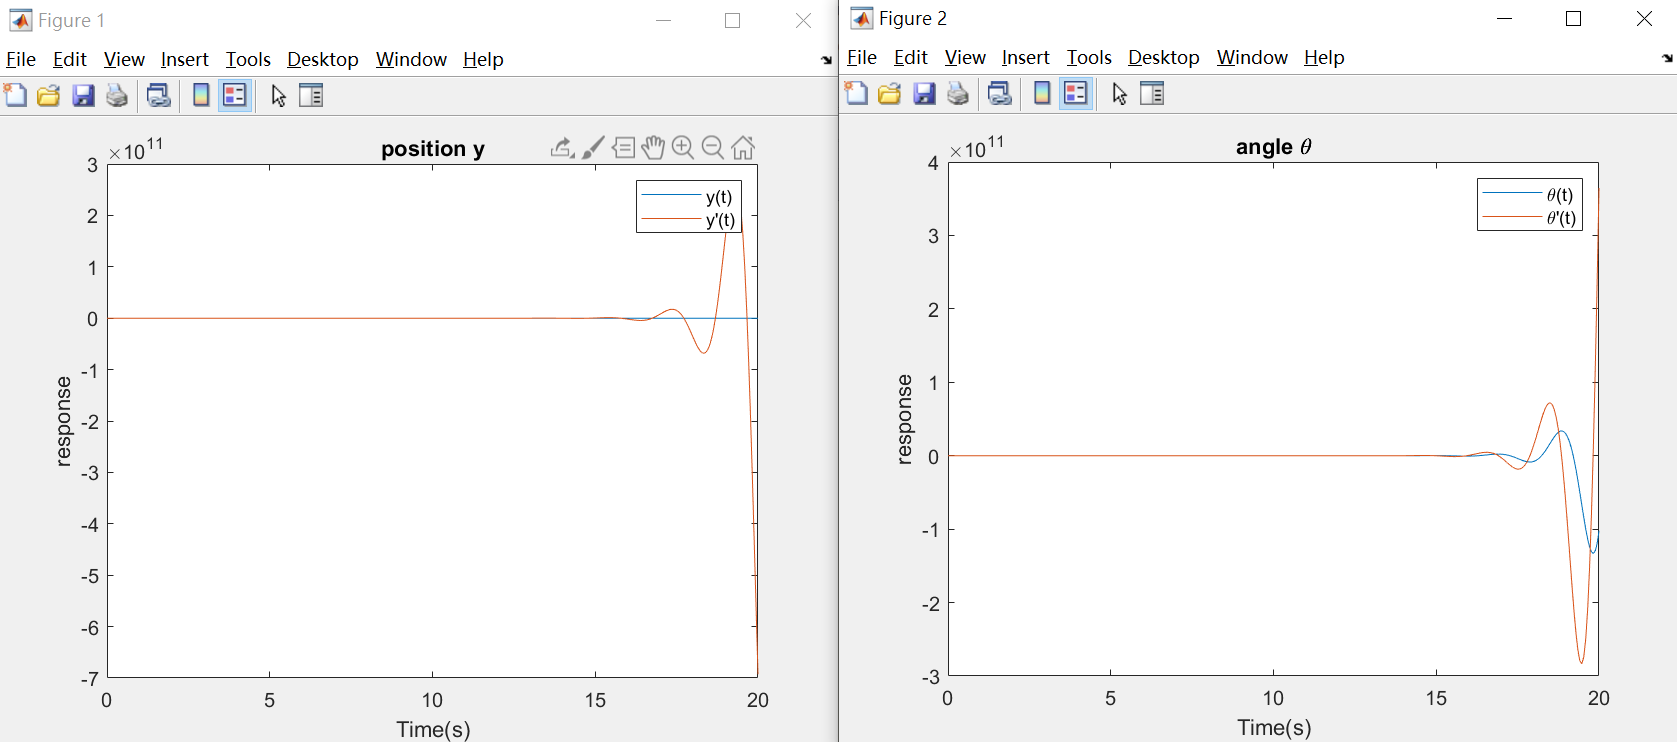 Figure 1
File Edit View Insert Tools Desktop Window Help
×10^11
position y
y(t)
y'(t)
3
2
1
0
-1
-2
-3
-4
-5
-6
-7
response
0 5 10 15 20
Time(s)
Figure 2
File Edit View Insert Tools Desktop Window Help
×10^11
angle θ
θ(t)
θ'(t)
4
3
2
1
0
-1
-2
-3
response
0 5 10 15 20
Time(s)